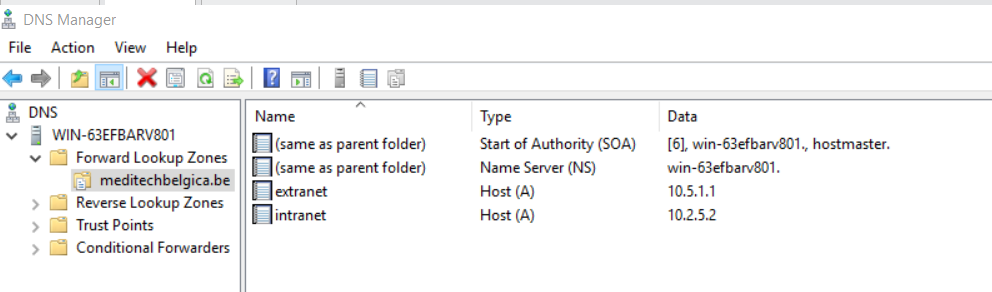 DNS Manager
File Action View Help
DNS
WIN-63EFBARV801
Forward Lookup Zones
meditechbelgica.be
Reverse Lookup Zones
Trust Points
Conditional Forwarders
Name Type Data
(same as parent folder) Start of Authority (SOA) [6], win-63efbarv801., hostmaster.
(same as parent folder) Name Server (NS) win-63efbarv801.
extranet Host (A) 10.5.1.1
intranet Host (A) 10.2.5.2